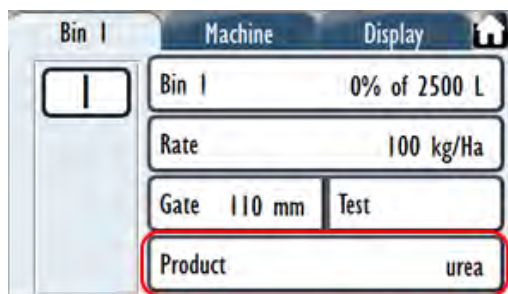 Bin 1 Machine Display
1
Bin 1 0% of 2500 L
Rate 100 kg/Ha
Gate 110 mm Test
Product urea